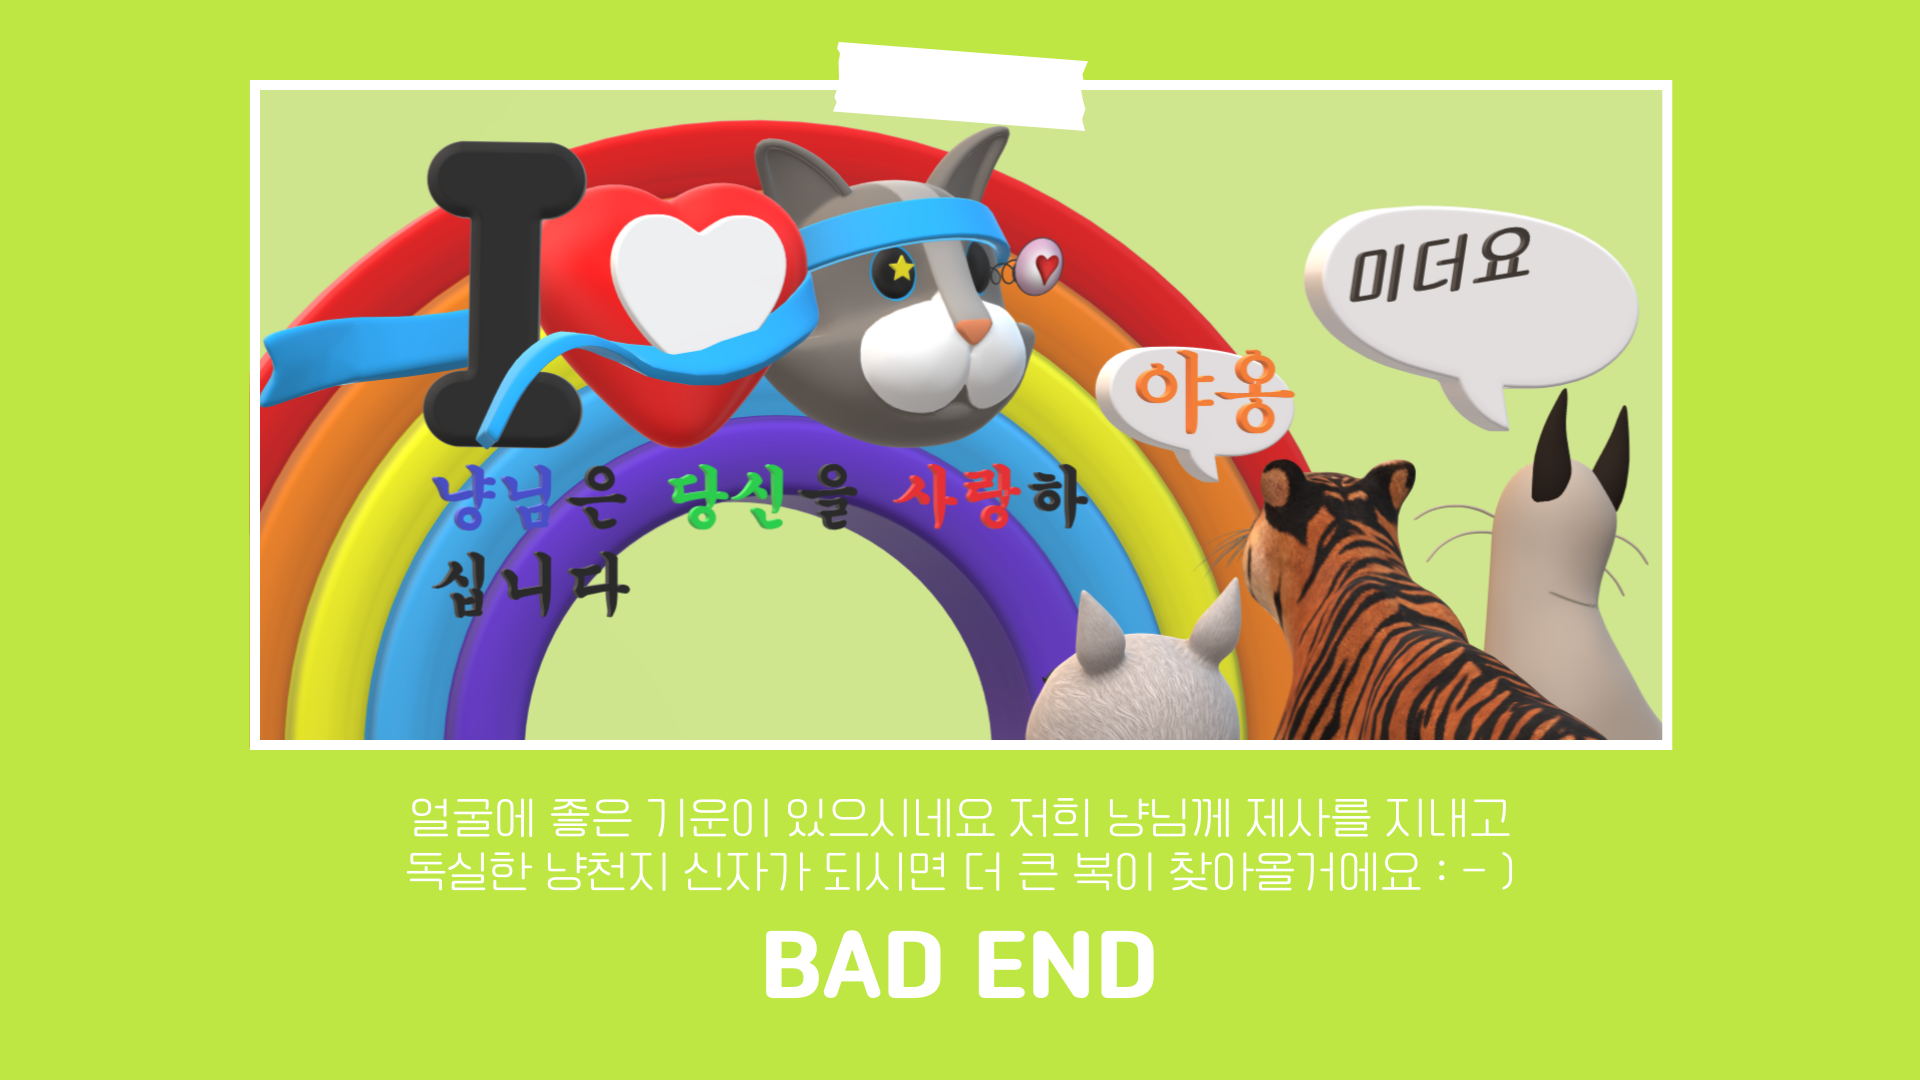 I
냥님은 당신을 사랑하
십니다
야옹
미더요
얼굴에 좋은 기운이 있으시네요 저희 냥님께 제사를 지내고
독실한 냥천지 신자가 되시면 더 큰 복이 찾아올거에요 : - )
BAD END